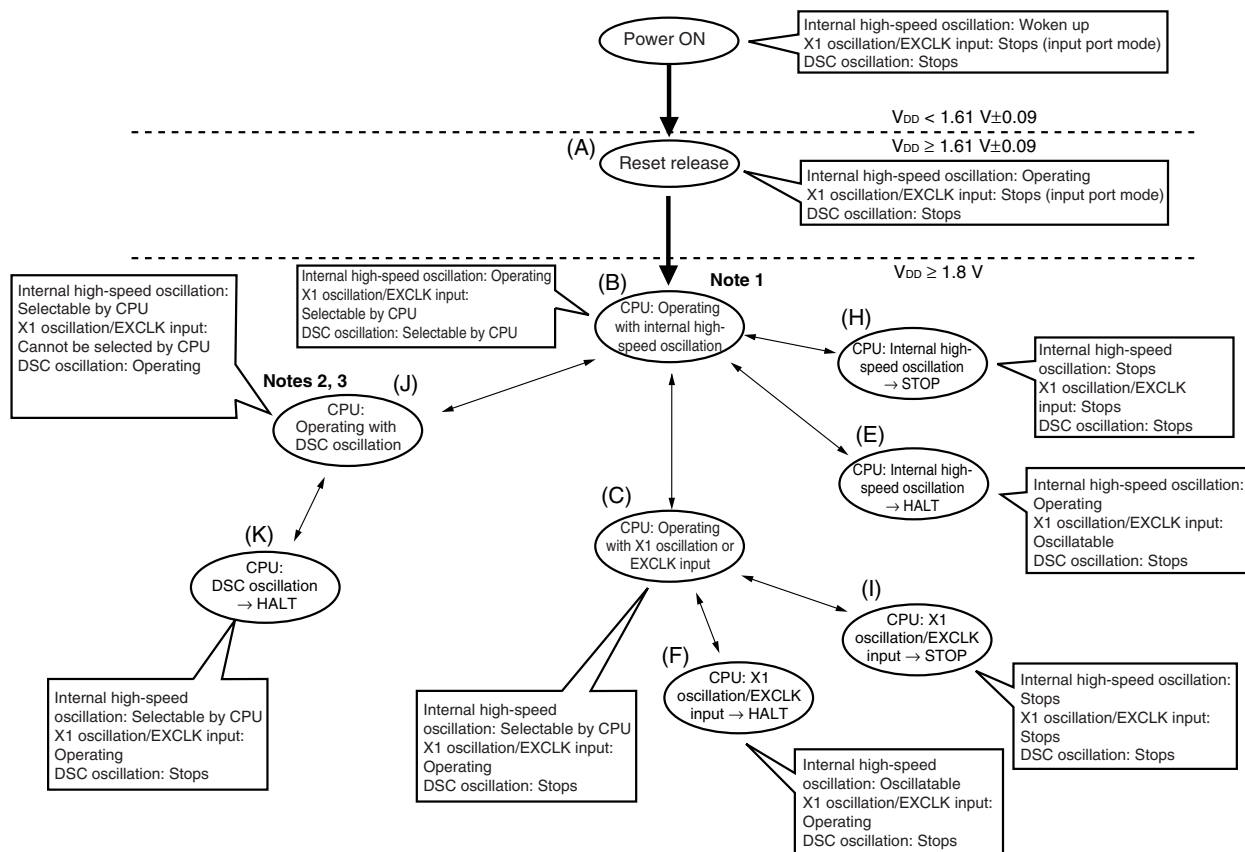 Power ON
Internal high-speed oscillation: Woken up
X1 oscillation/EXCLK input: Stops (input port mode)
DSC oscillation: Stops
VDD < 1.61 V±0.09
VDD ≥ 1.61 V±0.09
(A)
Reset release
Internal high-speed oscillation: Operating
X1 oscillation/EXCLK input: Stops (input port mode)
DSC oscillation: Stops
VDD ≥ 1.8 V
Internal high-speed oscillation: Operating
X1 oscillation/EXCLK input:
Selectable by CPU
DSC oscillation: Selectable by CPU
(B)
Note 1
CPU: Operating
with internal high-
speed oscillation
Internal high-speed oscillation:
Selectable by CPU
X1 oscillation/EXCLK input:
Cannot be selected by CPU
DSC oscillation: Operating
Notes 2, 3
(J)
CPU:
Operating with
DSC oscillation
(H)
CPU: Internal high-
speed oscillation
→ STOP
Internal high-speed
oscillation: Stops
X1 oscillation/EXCLK
input: Stops
DSC oscillation: Stops
(E)
CPU: Internal high-
speed oscillation
→ HALT
Internal high-speed oscillation:
Operating
X1 oscillation/EXCLK input:
Oscillatable
DSC oscillation: Stops
(C)
CPU: Operating
with X1 oscillation or
EXCLK input
(K)
CPU:
DSC oscillation
→ HALT
(I)
CPU: X1
oscillation/EXCLK
input → STOP
(F)
CPU: X1
oscillation/EXCLK
input → HALT
Internal high-speed
oscillation: Selectable by CPU
X1 oscillation/EXCLK input:
Operating
DSC oscillation: Stops
Internal high-speed
oscillation: Selectable by CPU
X1 oscillation/EXCLK input:
Operating
DSC oscillation: Stops
Internal high-speed oscillation:
Stops
X1 oscillation/EXCLK input:
Stops
DSC oscillation: Stops
Internal high-speed
oscillation: Oscillatable
X1 oscillation/EXCLK input:
Operating
DSC oscillation: Stops